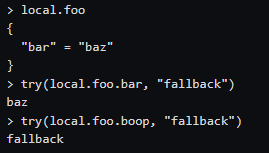 > local.foo
{
  "bar" = "baz"
}
> try(local.foo.bar, "fallback")
baz
> try(local.foo.boop, "fallback")
fallback